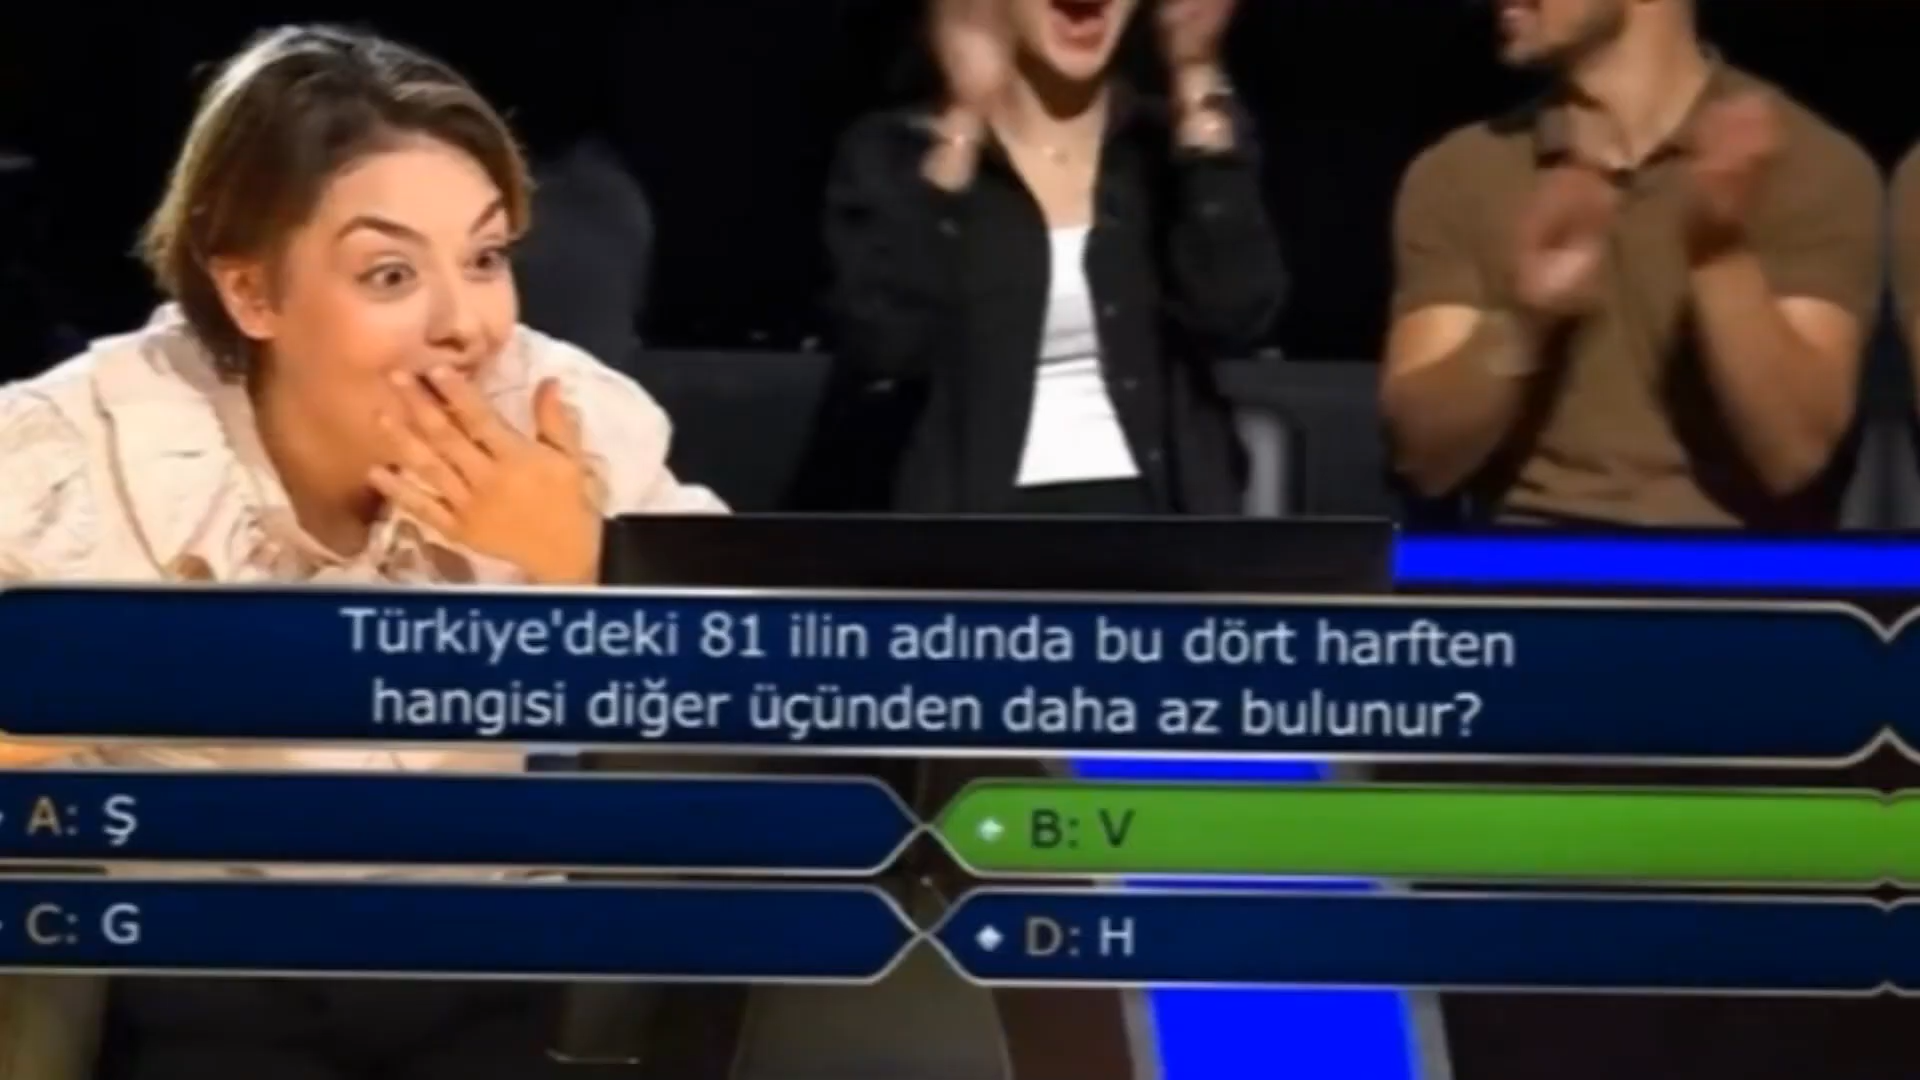 Türkiye'deki 81 ilin adında bu dört harften
hangisi diğer üçünden daha az bulunur?
A: Ş
B: V
C: G
D: H